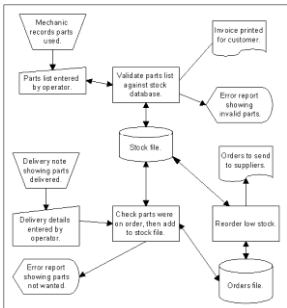 Mechanic
records parts
used.
Parts list entered
by operator.
Validate parts list
against stock
database.
Invoice printed
for customer.
Error report
showing
invalid parts.
Stock file.
Delivery note
showing parts
delivered.
Delivery details
entered by
operator.
Check parts were
on order, then add
to stock file.
Error report
showing parts
not wanted.
Orders to send
to suppliers.
Reorder low stock.
Orders file.